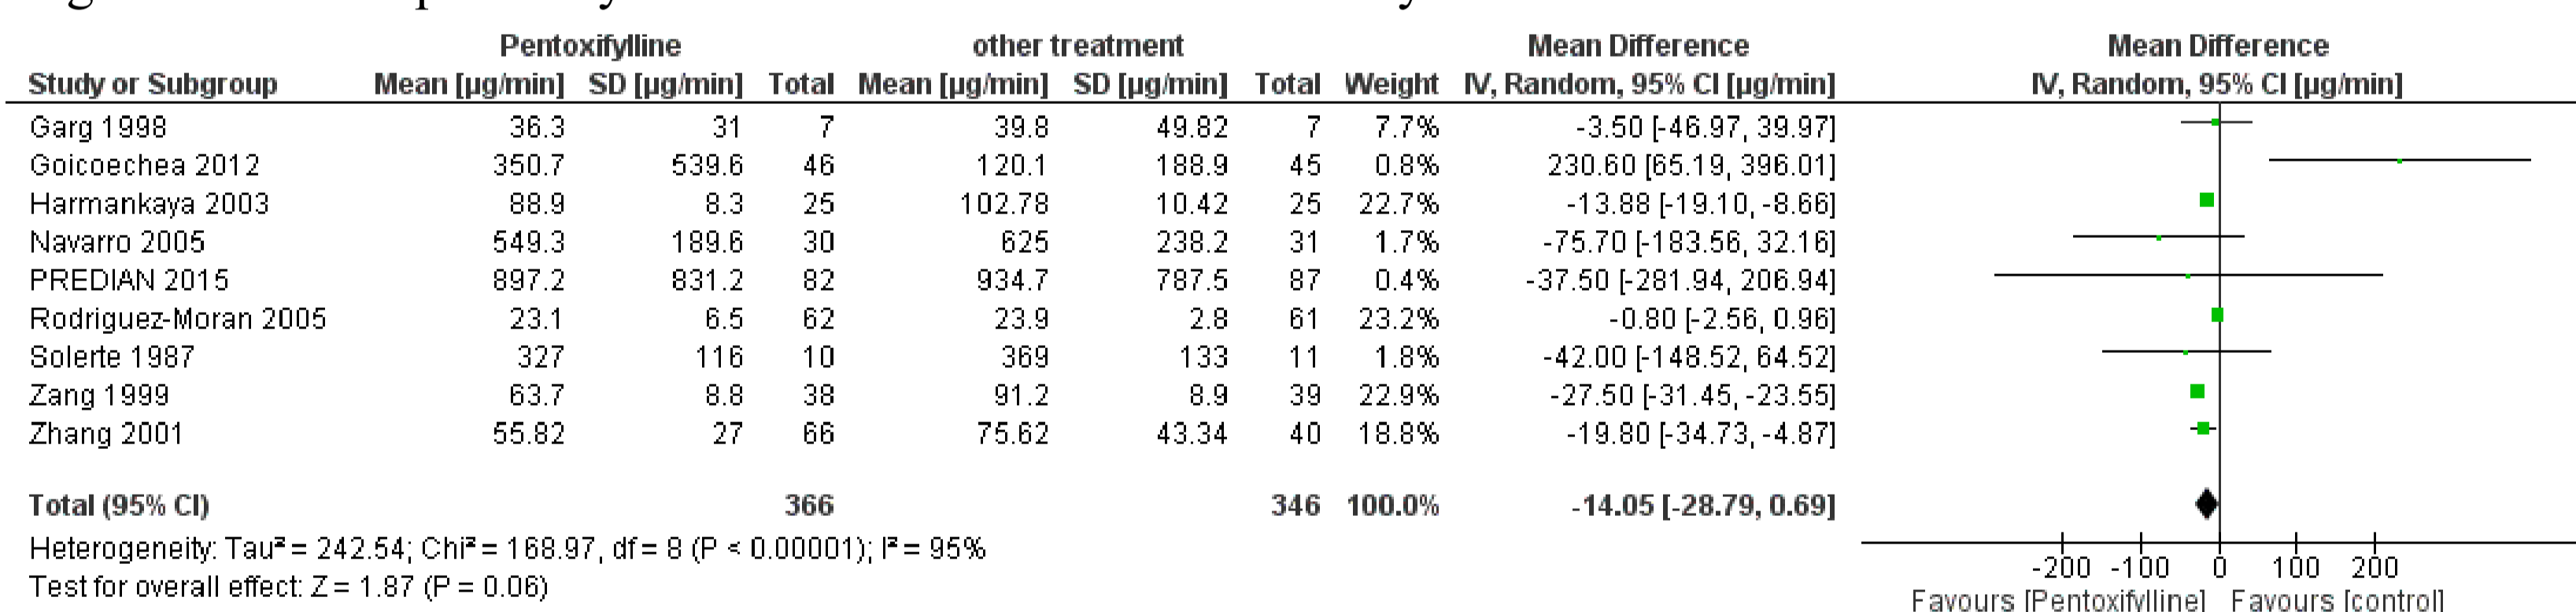 Pentoxifylline other treatment Mean Difference Mean Difference
Study or Subgroup Mean [µg/min] SD [µg/min] Total Mean [µg/min] SD [µg/min] Total Weight IV, Random, 95% CI [µg/min] IV, Random, 95% CI [µg/min]
Garg 1998 36.3 31 7 39.8 49.82 7 7.7% -3.50 [-46.97, 39.97]
Goicoechea 2012 350.7 539.6 46 120.1 188.9 45 0.8% 230.60 [65.19, 396.01]
Harmankaya 2003 88.9 8.3 25 102.78 10.42 25 22.7% -13.88 [-19.10, -8.66]
Navarro 2005 549.3 189.6 30 625 238.2 31 1.7% -75.70 [-183.56, 32.16]
PREDIAN 2015 897.2 831.2 82 934.7 787.5 87 0.4% -37.50 [-281.94, 206.94]
Rodriguez-Moran 2005 23.1 6.5 62 23.9 2.8 61 23.2% -0.80 [-2.56, 0.96]
Solerte 1987 327 116 10 369 133 11 1.8% -42.00 [-148.52, 64.52]
Zang 1999 63.7 8.8 38 91.2 8.9 39 22.9% -27.50 [-31.45, -23.55]
Zhang 2001 55.82 27 66 75.62 43.34 40 18.8% -19.80 [-34.73, -4.87]
Total (95% CI) 366 346 100.0% -14.05 [-28.79, 0.69]
Heterogeneity: Tau² = 242.54; Chi² = 168.97, df = 8 (P < 0.00001); I² = 95%
Test for overall effect: Z = 1.87 (P = 0.06)
-200 -100 0 100 200
Favours [Pentoxifylline] Favours [control]